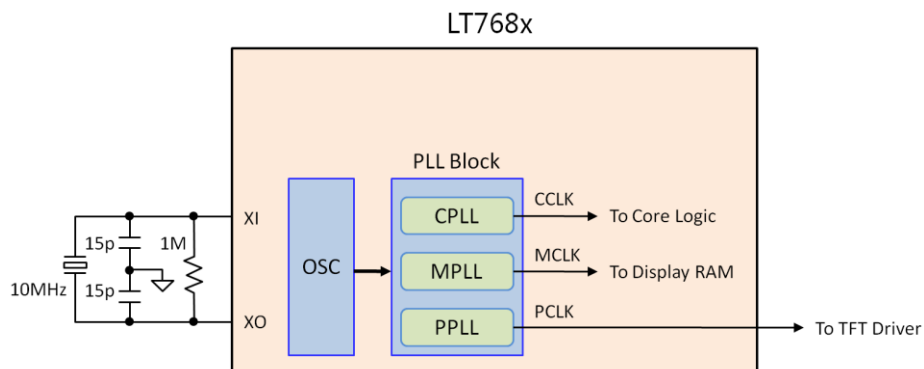 LT768x
PLL Block
XI
CPLL
CCLK
To Core Logic
15p
1M
OSC
MPLL
MCLK
To Display RAM
10MHz
15p
XO
PPLL
PCLK
To TFT Driver